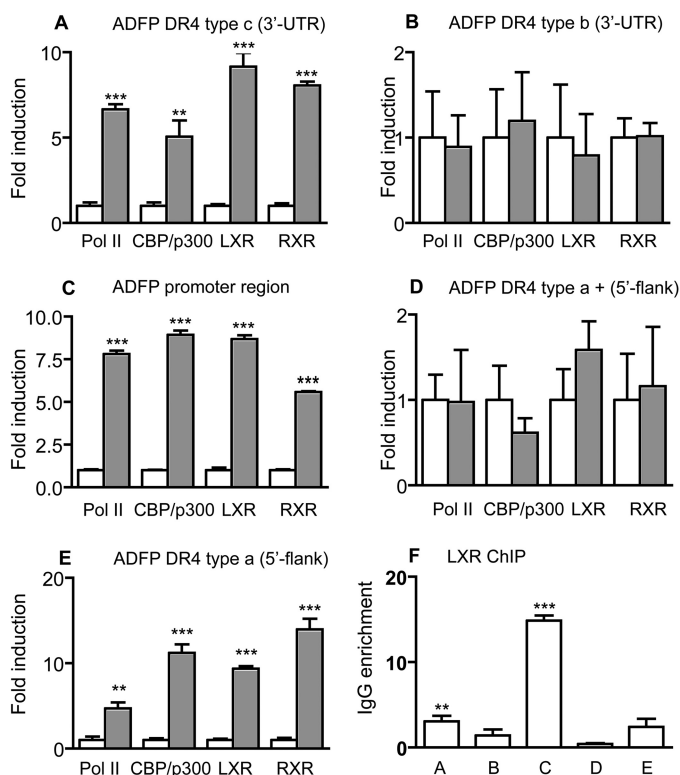 A ADFP DR4 type c (3'-UTR)
Fold induction
10
5
0
***
**
***
***
Pol II CBP/p300 LXR RXR
B ADFP DR4 type b (3'-UTR)
Fold induction
2
1
0
Pol II CBP/p300 LXR RXR
C ADFP promoter region
Fold induction
10.0
7.5
5.0
2.5
0.0
***
***
***
***
Pol II CBP/p300 LXR RXR
D ADFP DR4 type a + (5'-flank)
Fold induction
2
1
0
Pol II CBP/p300 LXR RXR
E ADFP DR4 type a (5'-flank)
Fold induction
20
10
0
**
***
***
***
Pol II CBP/p300 LXR RXR
F LXR ChIP
IgG enrichment
20
10
0
**
***
A B C D E